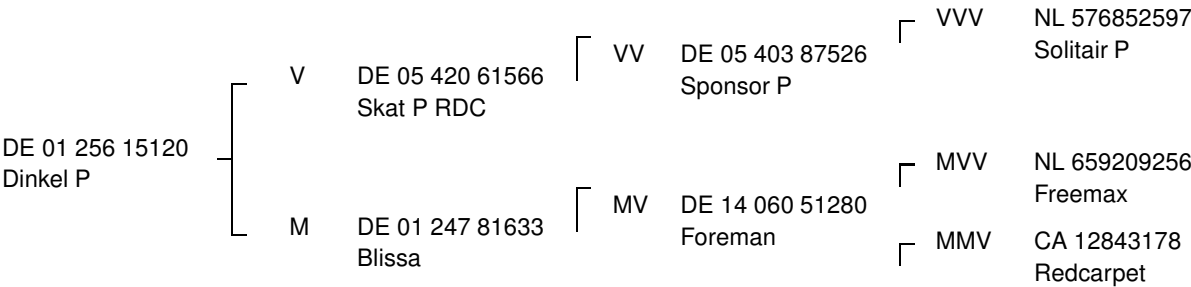 DE 01 256 15120
Dinkel P
V DE 05 420 61566
Skat P RDC
M DE 01 247 81633
Blissa
VV DE 05 403 87526
Sponsor P
MV DE 14 060 51280
Foreman
VVV NL 576852597
Solitair P
MVV NL 659209256
Freemax
MMV CA 12843178
Redcarpet